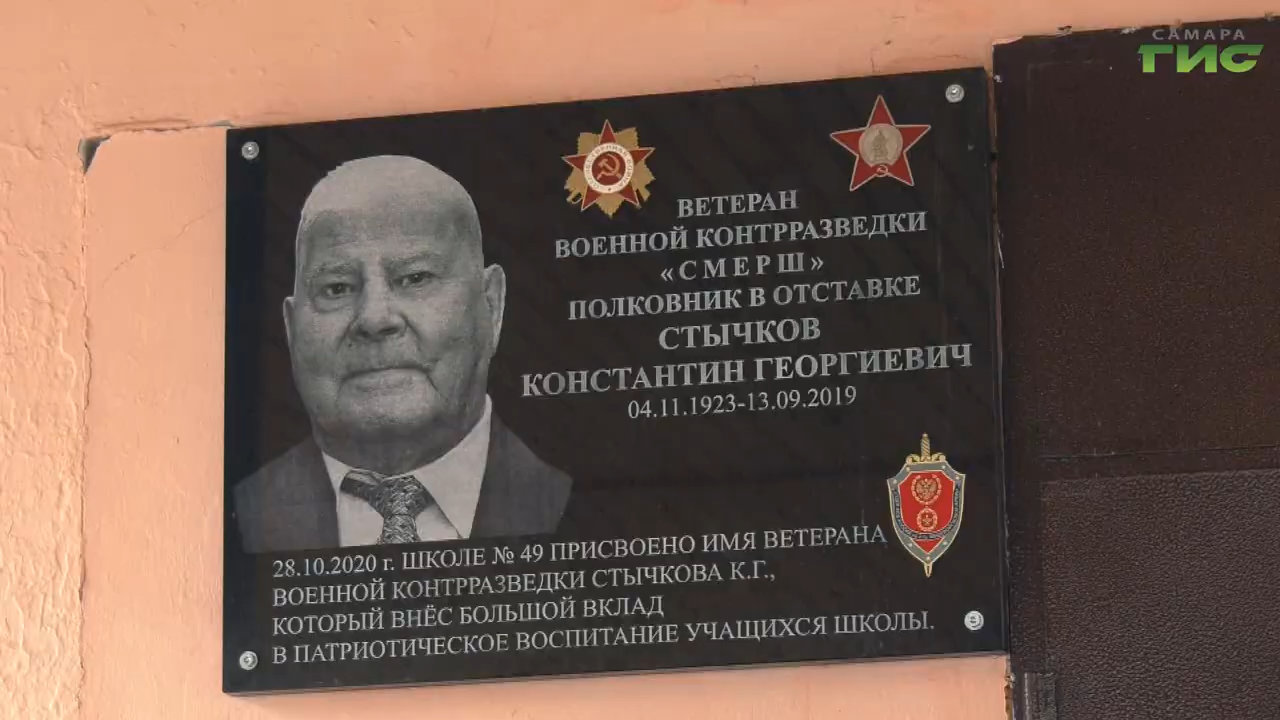 САМАРА
ГИС
ВЕТЕРАН
ВОЕННОЙ КОНТРРАЗВЕДКИ
«СМЕРШ»
ПОЛКОВНИК В ОТСТАВКЕ
СТЫЧКОВ
КОНСТАНТИН ГЕОРГИЕВИЧ
04.11.1923-13.09.2019
28.10.2020 г. ШКОЛЕ № 49 ПРИСВОЕНО ИМЯ ВЕТЕРАНА
ВОЕННОЙ КОНТРРАЗВЕДКИ СТЫЧКОВА К.Г.,
КОТОРЫЙ ВНЁС БОЛЬШОЙ ВКЛАД
В ПАТРИОТИЧЕСКОЕ ВОСПИТАНИЕ УЧАЩИХСЯ ШКОЛЫ.